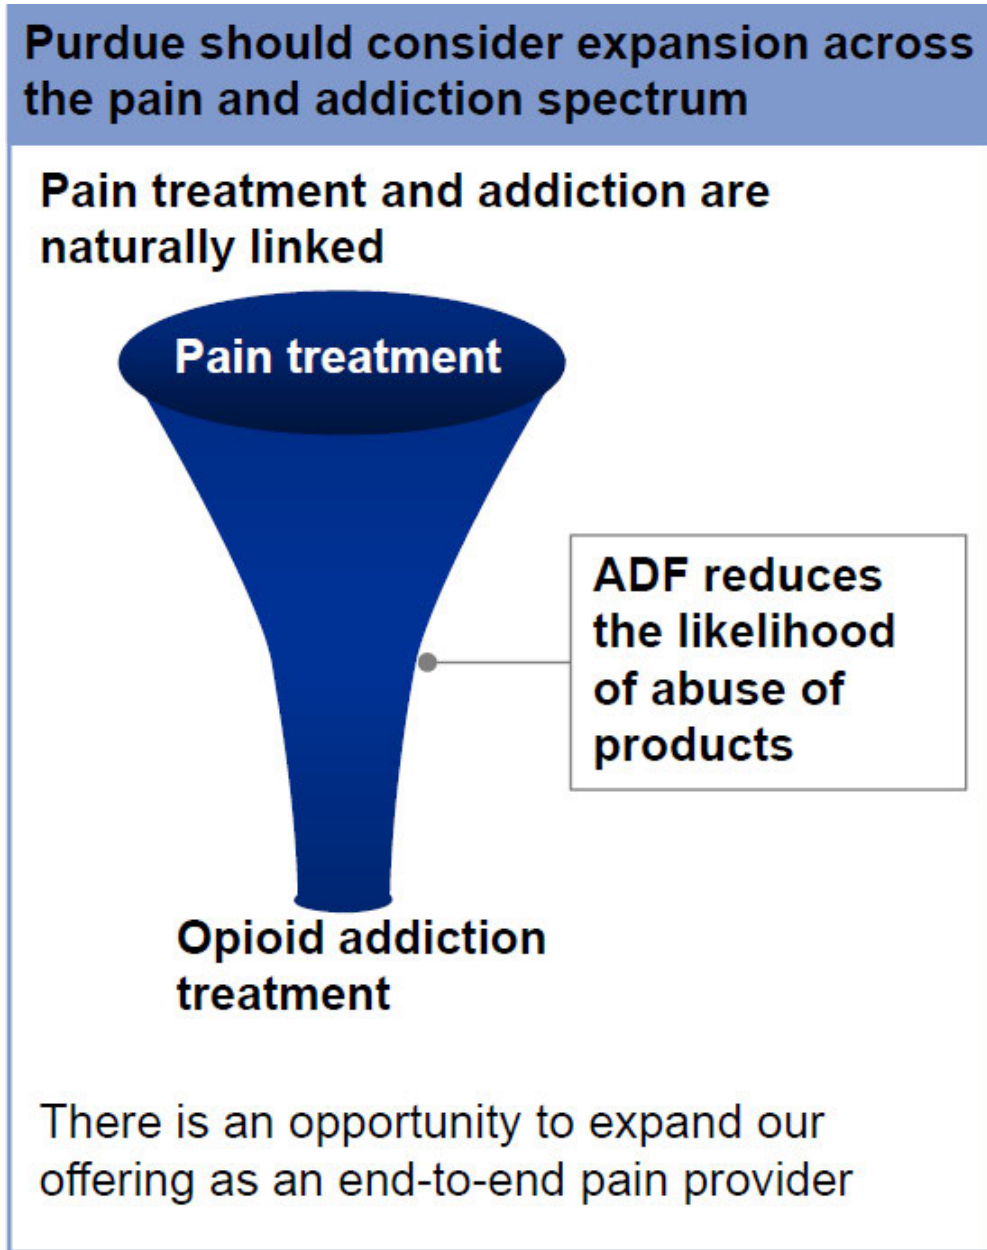 Purdue should consider expansion across
the pain and addiction spectrum
Pain treatment and addiction are
naturally linked
Pain treatment
ADF reduces
the likelihood
of abuse of
products
Opioid addiction
treatment
There is an opportunity to expand our
offering as an end-to-end pain provider